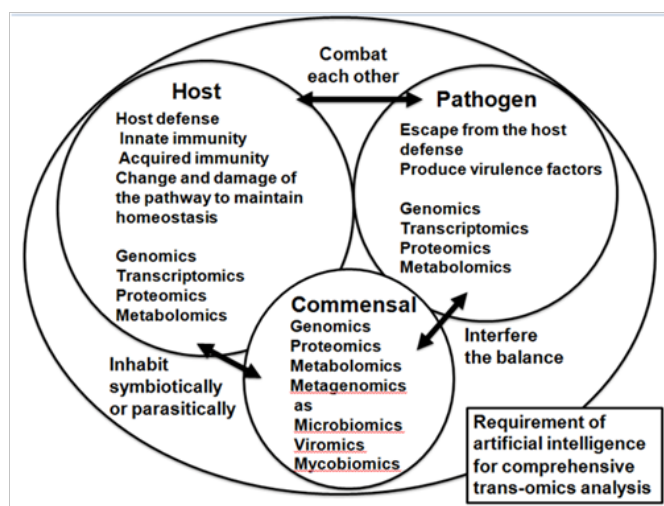 Combat
each other
Host
Host defense
Innate immunity
Acquired immunity
Change and damage of
the pathway to maintain
homeostasis
Genomics
Transcriptomics
Proteomics
Metabolomics
Pathogen
Escape from the host
defense
Produce virulence factors
Genomics
Transcriptomics
Proteomics
Metabolomics
Commensal
Genomics
Proteomics
Metabolomics
Metagenomics
as
Microbiomics
Viromics
Mycobiomics
Inhabit
symbiotically
or parasitically
Interfere
the balance
Requirement of
artificial intelligence
for comprehensive
trans-omics analysis